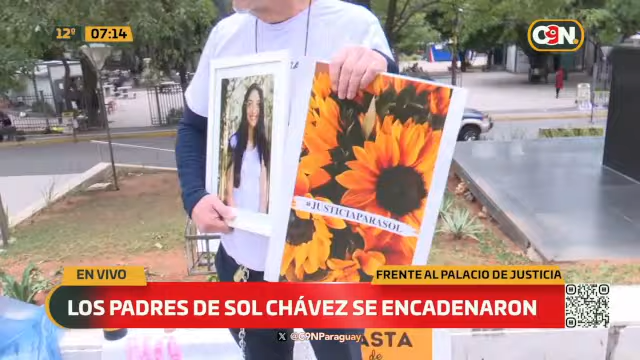 12°
07:14
C9N
#JUSTICIAPARASOL
EN VIVO
FRENTE AL PALACIO DE JUSTICIA
LOS PADRES DE SOL CHÁVEZ SE ENCADENARON
@C9NParaguay
ASTA
de